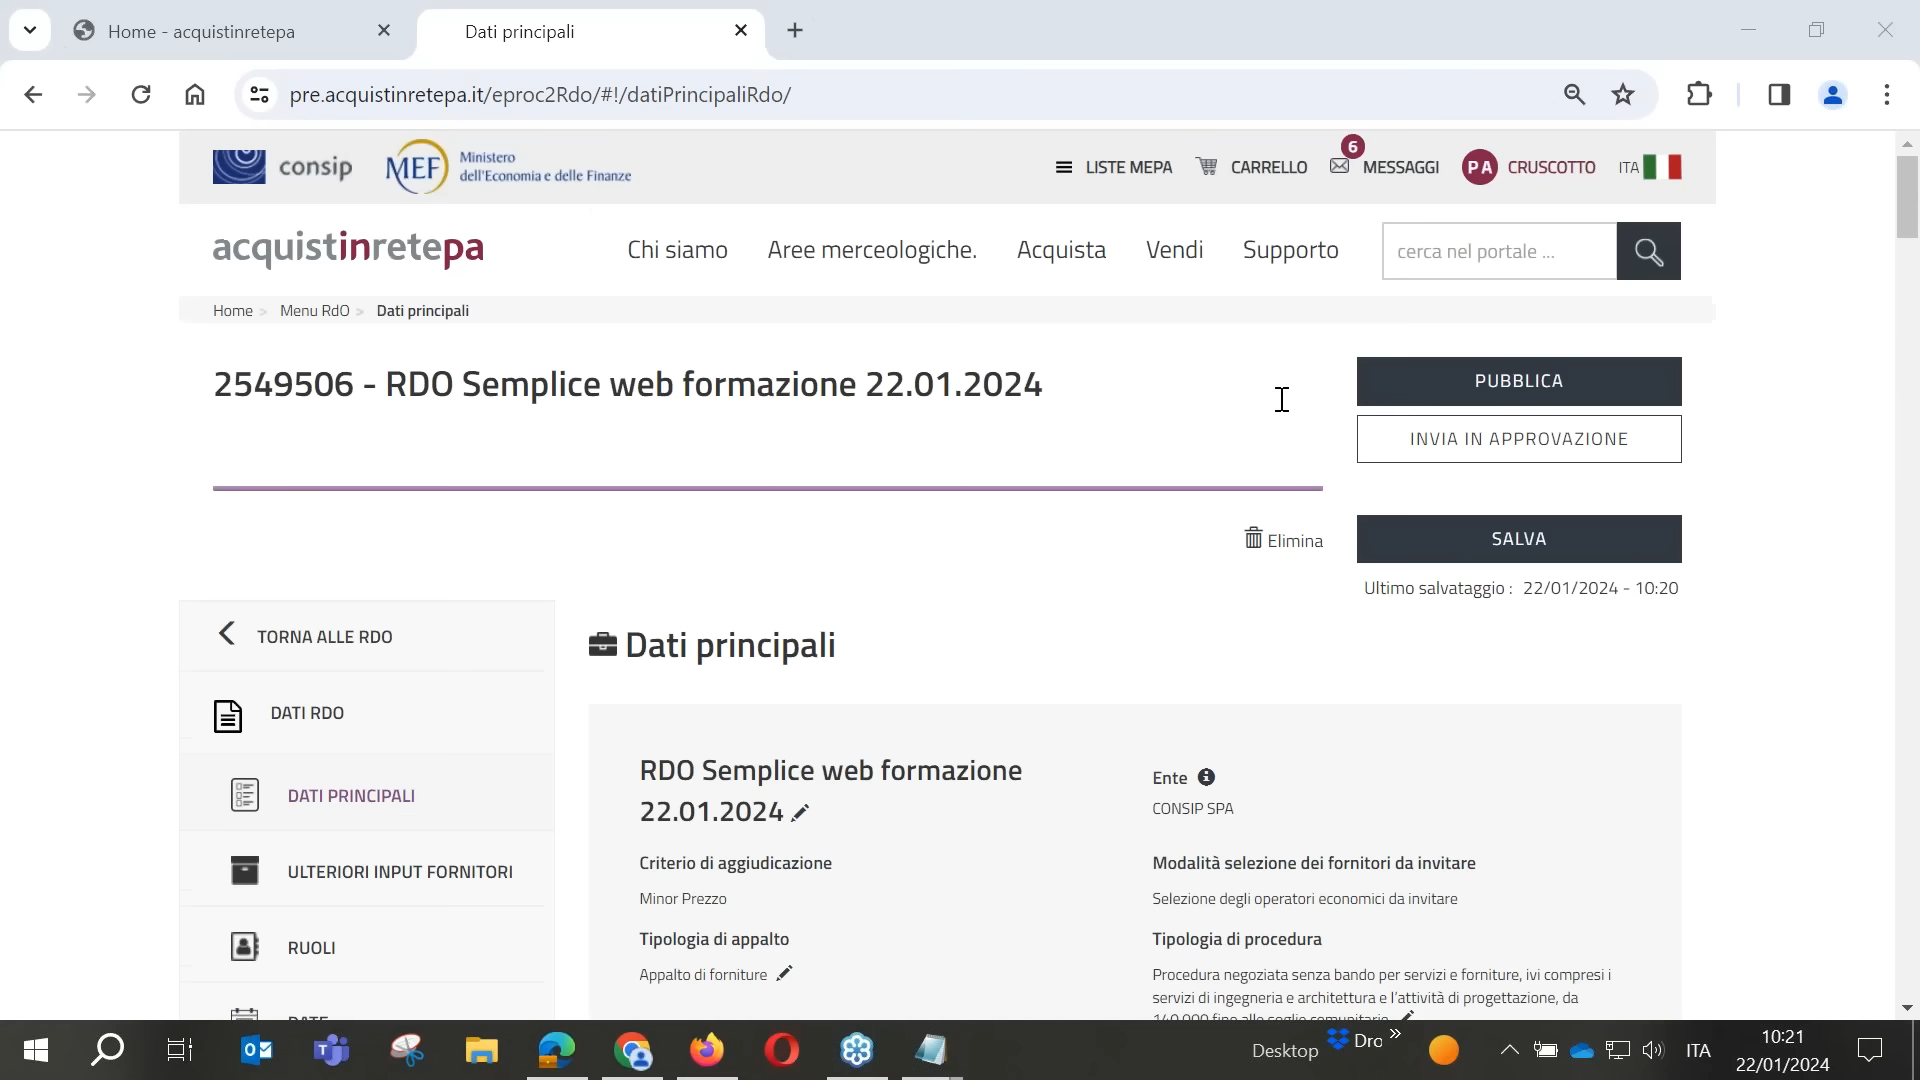 Home - acquistinretepa
Dati principali
pre.acquistinretepa.it/eproc2Rdo/#!/datiPrincipaliRdo/
consip
MEF
Ministero
dell'Economia e delle Finanze
LISTE MEPA
CARRELLO
6
MESSAGGI
PA
CRUSCOTTO
ITA
acquistinretepa
Chi siamo
Aree merceologiche.
Acquista
Vendi
Supporto
cerca nel portale ...
Home > Menu RdO > Dati principali
2549506 - RDO Semplice web formazione 22.01.2024
PUBBLICA
INVIA IN APPROVAZIONE
Elimina
SALVA
Ultimo salvataggio : 22/01/2024 - 10:20
TORNA ALLE RDO
DATI RDO
DATI PRINCIPALI
ULTERIORI INPUT FORNITORI
RUOLI
DATE
Dati principali
RDO Semplice web formazione
22.01.2024
Ente
CONSIP SPA
Criterio di aggiudicazione
Minor Prezzo
Modalità selezione dei fornitori da invitare
Selezione degli operatori economici da invitare
Tipologia di appalto
Appalto di forniture
Tipologia di procedura
Procedura negoziata senza bando per servizi e forniture, ivi compresi i
servizi di ingegneria e architettura e l'attività di progettazione, da
140.000 fino alle soglie comunitarie
Desktop
Dro
ITA
10:21
22/01/2024